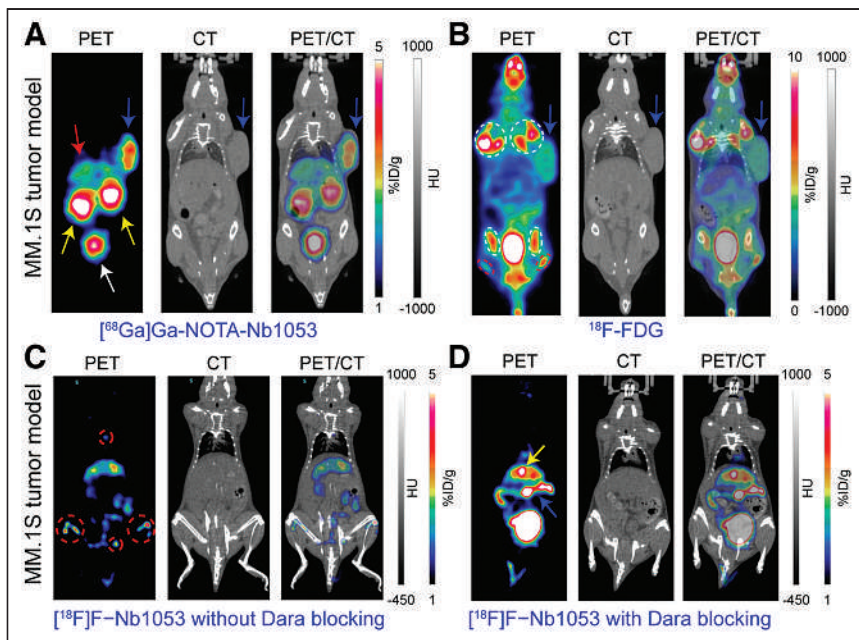 A
PET
CT
PET/CT
5
1000
%ID/g
HU
1
-1000
MM.1S tumor model
[⁶⁸Ga]Ga-NOTA-Nb1053
B
PET
CT
PET/CT
10
1000
%ID/g
HU
0
-1000
¹⁸F-FDG
C
PET
CT
PET/CT
1000
5
HU
%ID/g
-450
1
MM.1S tumor model
[¹⁸F]F−Nb1053 without Dara blocking
D
PET
CT
PET/CT
1000
5
HU
%ID/g
-450
1
[¹⁸F]F−Nb1053 with Dara blocking